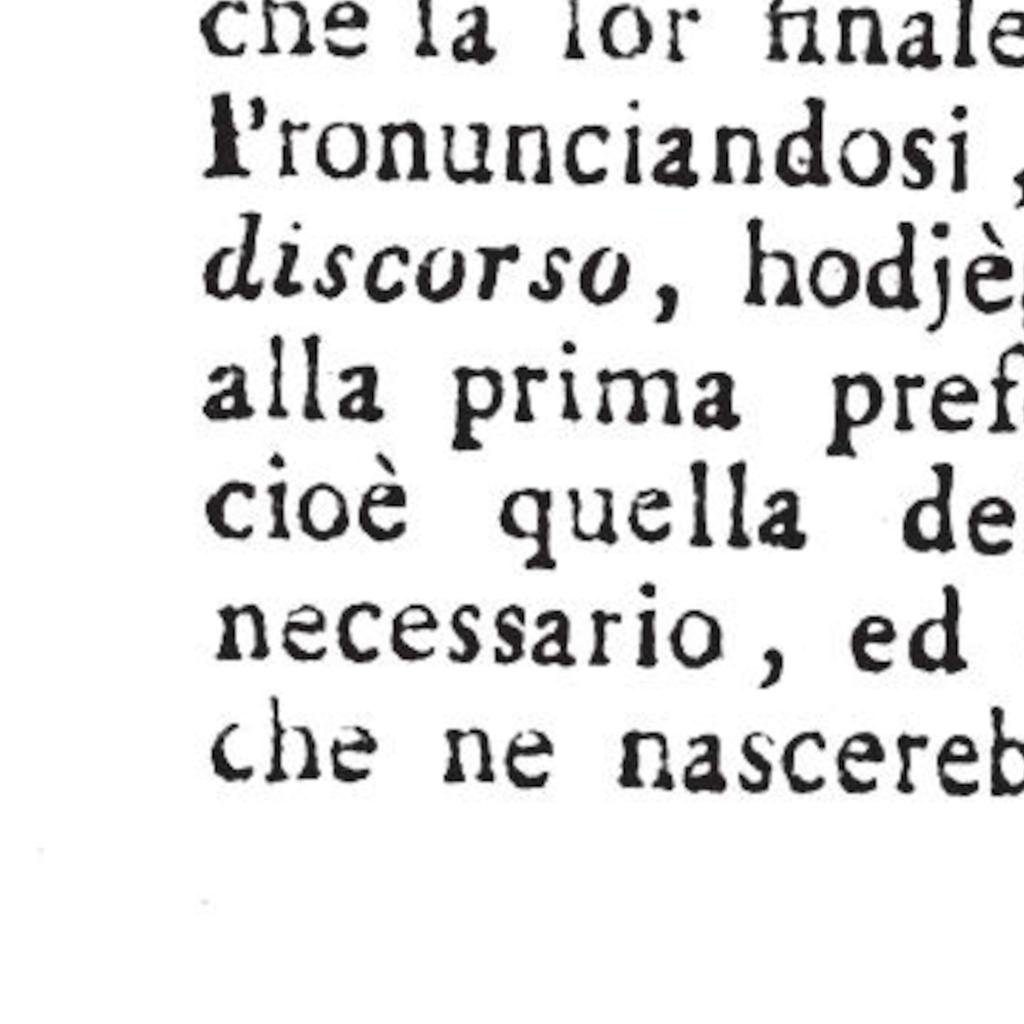 che la lor finale
Pronunciandosi ,
discorso, hodjè
alla prima pref
cioè quella de
necessario , ed
che ne nascereb